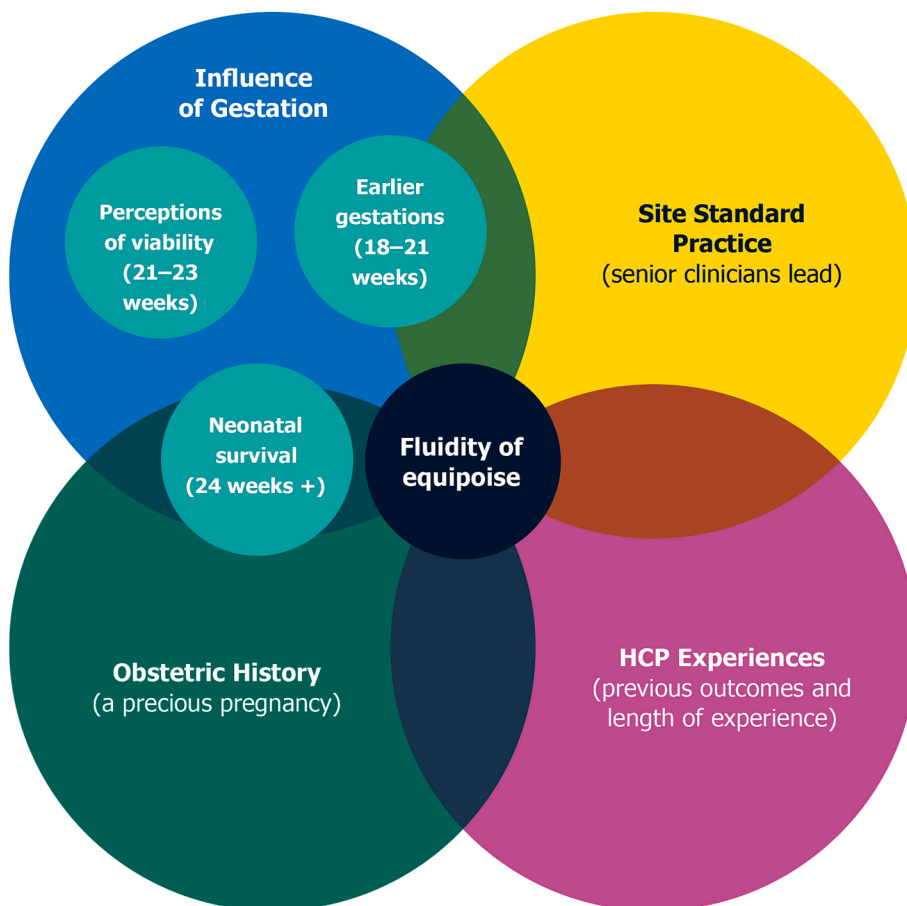 Influence
of Gestation
Perceptions
of viability
(21–23
weeks)
Earlier
gestations
(18–21
weeks)
Site Standard
Practice
(senior clinicians lead)
Neonatal
survival
(24 weeks +)
Fluidity of
equipoise
Obstetric History
(a precious pregnancy)
HCP Experiences
(previous outcomes and
length of experience)